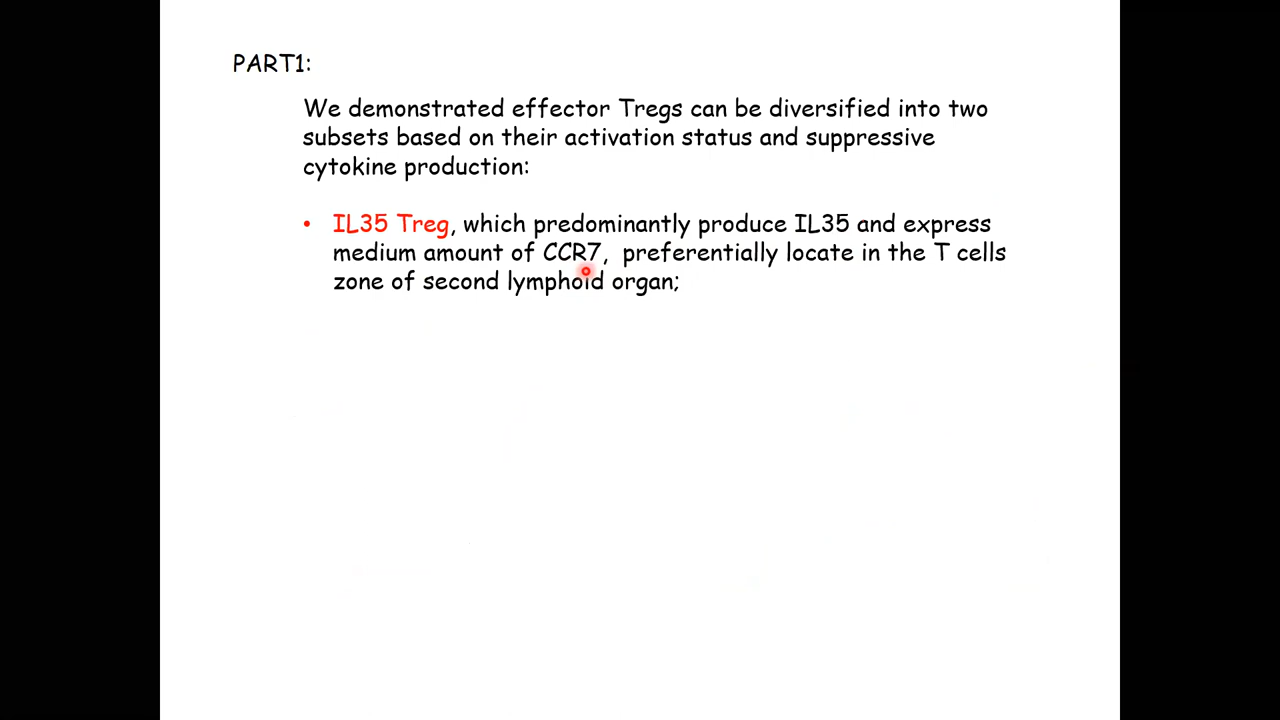 PART1:
We demonstrated effector Tregs can be diversified into two
subsets based on their activation status and suppressive
cytokine production:
• IL35 Treg, which predominantly produce IL35 and express
medium amount of CCR7,  preferentially locate in the T cells
zone of second lymphoid organ;